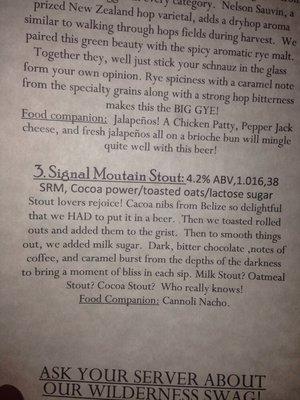 every category. Nelson Sauvin, a
prized New Zealand hop varietal, adds a dryhop aroma
similar to walking through hops fields during harvest. We
paired this green beauty with the spicy aromatic rye malt.
Together they, well just stick your schnauz in the glass
form your own opinion. Rye spiciness with a caramel note
from the specialty grains along with a strong hop bitterness
makes this the BIG GYE!
Food companion: Jalapeños! A Chicken Patty, Pepper Jack
cheese, and fresh jalapeños all on a brioche bun will mingle
quite well with this beer!
3. Signal Moutain Stout: 4.2% ABV,1.016,38
SRM, Cocoa power/toasted oats/lactose sugar
Stout lovers rejoice! Cacoa nibs from Belize so delightful
that we HAD to put it in a beer. Then we toasted rolled
outs and added them to the grist. Then to smooth things
out, we added milk sugar. Dark, bitter chocolate ,notes of
coffee, and caramel burst from the depths of the darkness
to bring a moment of bliss in each sip. Milk Stout? Oatmeal
Stout? Cocoa Stout? Who really knows!
Food Companion: Cannoli Nacho.
ASK YOUR SERVER ABOUT
OUR WILDERNESS SWAG!